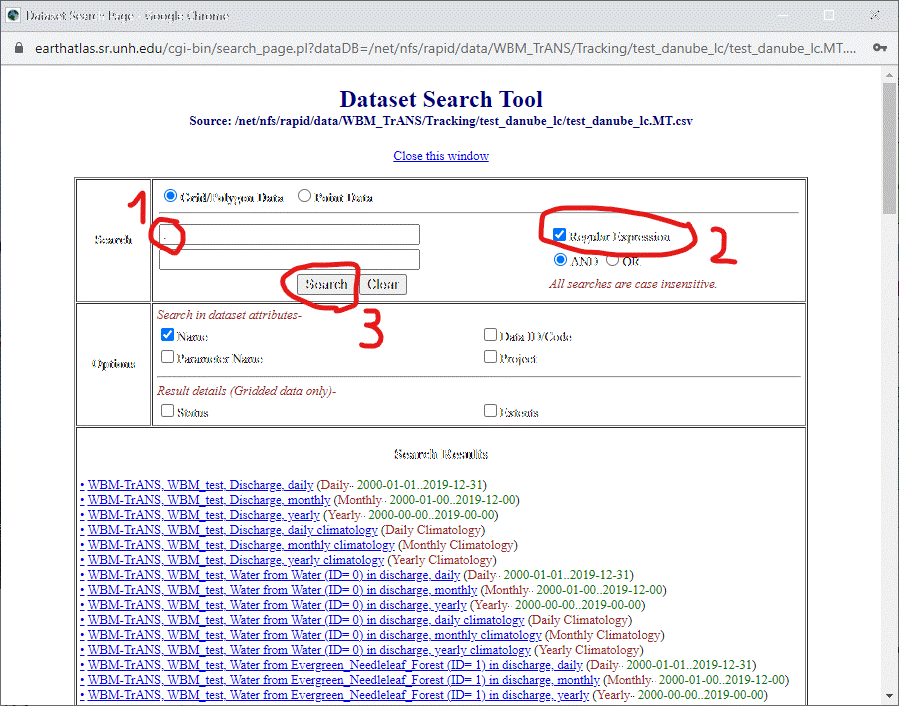 Dataset Search Page - Google Chrome
earthatlas.sr.unh.edu/cgi-bin/search_page.pl?dataDB=/net/nfs/rapid/data/WBM_TrANS/Tracking/test_danube_lc/test_danube_lc.MT....
Dataset Search Tool
Source: /net/nfs/rapid/data/WBM_TrANS/Tracking/test_danube_lc/test_danube_lc.MT.csv
Close this window
1
Grid/Polygon Data Point Data
Search
.
Regular Expression
2
AND OR
Search Clear
All searches are case insensitive.
3
Search in dataset attributes-
Name Data ID/Code
Parameter Name Project
Options
Result details (Gridded data only)-
Status Extents
Search Results
• WBM-TrANS, WBM_test, Discharge, daily (Daily-- 2000-01-01..2019-12-31)
• WBM-TrANS, WBM_test, Discharge, monthly (Monthly-- 2000-01-00..2019-12-00)
• WBM-TrANS, WBM_test, Discharge, yearly (Yearly-- 2000-00-00..2019-00-00)
• WBM-TrANS, WBM_test, Discharge, daily climatology (Daily Climatology)
• WBM-TrANS, WBM_test, Discharge, monthly climatology (Monthly Climatology)
• WBM-TrANS, WBM_test, Discharge, yearly climatology (Yearly Climatology)
• WBM-TrANS, WBM_test, Water from Water (ID= 0) in discharge, daily (Daily-- 2000-01-01..2019-12-31)
• WBM-TrANS, WBM_test, Water from Water (ID= 0) in discharge, monthly (Monthly-- 2000-01-00..2019-12-00)
• WBM-TrANS, WBM_test, Water from Water (ID= 0) in discharge, yearly (Yearly-- 2000-00-00..2019-00-00)
• WBM-TrANS, WBM_test, Water from Water (ID= 0) in discharge, daily climatology (Daily Climatology)
• WBM-TrANS, WBM_test, Water from Water (ID= 0) in discharge, monthly climatology (Monthly Climatology)
• WBM-TrANS, WBM_test, Water from Water (ID= 0) in discharge, yearly climatology (Yearly Climatology)
• WBM-TrANS, WBM_test, Water from Evergreen_Needleleaf_Forest (ID= 1) in discharge, daily (Daily-- 2000-01-01..2019-12-31)
• WBM-TrANS, WBM_test, Water from Evergreen_Needleleaf_Forest (ID= 1) in discharge, monthly (Monthly-- 2000-01-00..2019-12-00)
• WBM-TrANS, WBM_test, Water from Evergreen_Needleleaf_Forest (ID= 1) in discharge, yearly (Yearly-- 2000-00-00..2019-00-00)